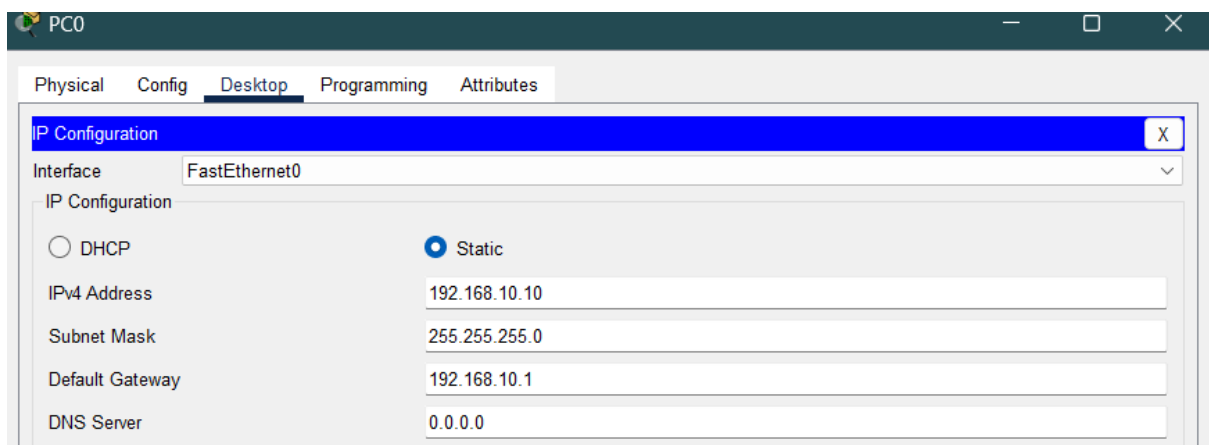 PC0
Physical Config Desktop Programming Attributes
IP Configuration X
Interface FastEthernet0
IP Configuration
DHCP Static
IPv4 Address 192.168.10.10
Subnet Mask 255.255.255.0
Default Gateway 192.168.10.1
DNS Server 0.0.0.0